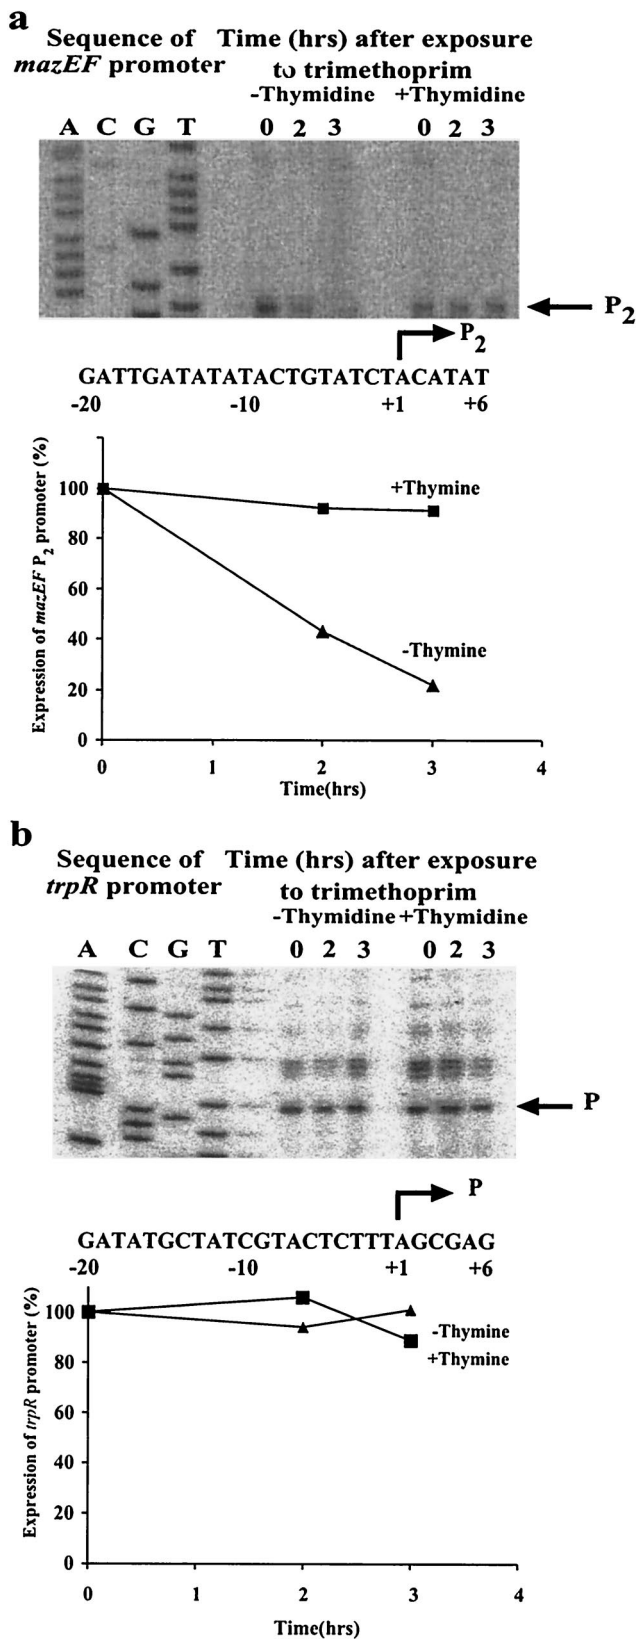 a
Sequence of Time (hrs) after exposure
mazEF promoter to trimethoprim
-Thymidine +Thymidine
A C G T 0 2 3 0 2 3
P2
P2
GATTGATATATACTGTATCTACATAT
-20 -10 +1 +6
Expression of mazEF P2 promoter (%)
100
80
60
40
20
0
+Thymine
-Thymine
0 1 2 3 4
Time(hrs)
b
Sequence of Time (hrs) after exposure
trpR promoter to trimethoprim
-Thymidine +Thymidine
A C G T 0 2 3 0 2 3
P
P
GATATGCTATCGTACTCTTTAGCGAG
-20 -10 +1 +6
Expression of trpR promoter (%)
100
80
60
40
20
0
-Thymine
+Thymine
0 1 2 3 4
Time(hrs)